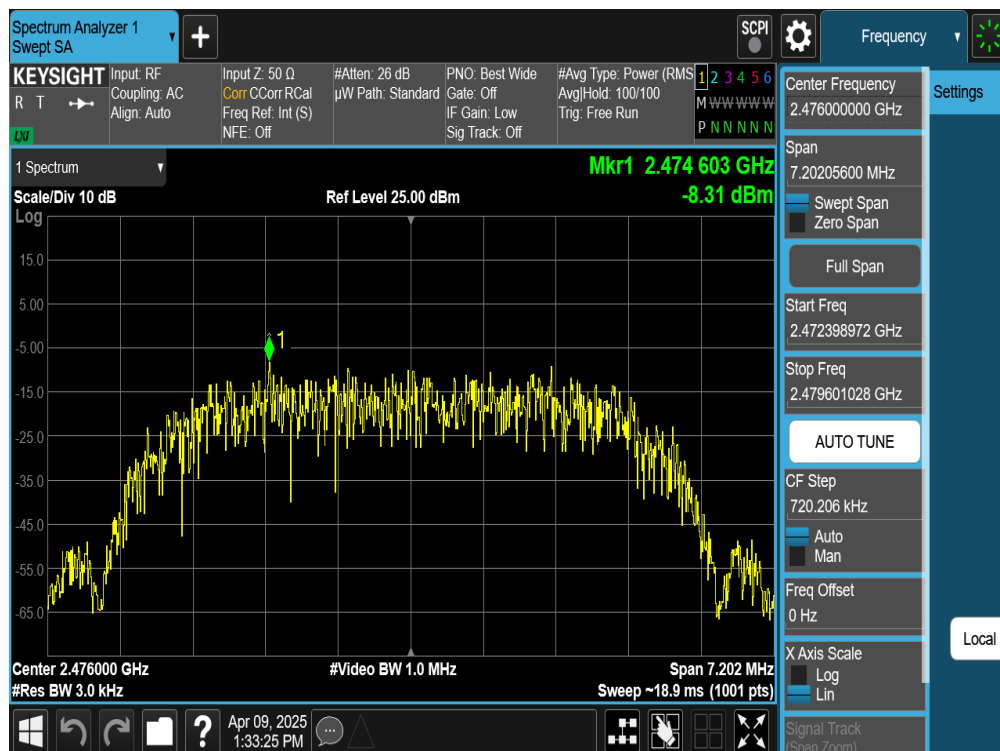 Spectrum Analyzer 1
Swept SA
+
SCPI
Frequency
KEYSIGHT
R T
LXI
Input: RF
Coupling: AC
Align: Auto
Input Z: 50 Ω
Corr CCorr RCal
Freq Ref: Int (S)
NFE: Off
#Atten: 26 dB
µW Path: Standard
PNO: Best Wide
Gate: Off
IF Gain: Low
Sig Track: Off
#Avg Type: Power (RMS
Avg|Hold: 100/100
Trig: Free Run
1 2 3 4 5 6
M W W W W W
P N N N N N
1 Spectrum
Mkr1 2.474 603 GHz
-8.31 dBm
Scale/Div 10 dB
Ref Level 25.00 dBm
Log
15.0
5.00
-5.00
-15.0
-25.0
-35.0
-45.0
-55.0
-65.0
1
Center 2.476000 GHz
#Video BW 1.0 MHz
Span 7.202 MHz
#Res BW 3.0 kHz
Sweep ~18.9 ms (1001 pts)
Center Frequency
2.476000000 GHz
Span
7.20205600 MHz
Swept Span
Zero Span
Full Span
Start Freq
2.472398972 GHz
Stop Freq
2.479601028 GHz
AUTO TUNE
CF Step
720.206 kHz
Auto
Man
Freq Offset
0 Hz
X Axis Scale
Log
Lin
Signal Track
(Span Zoom)
Settings
Local
?
Apr 09, 2025
1:33:25 PM